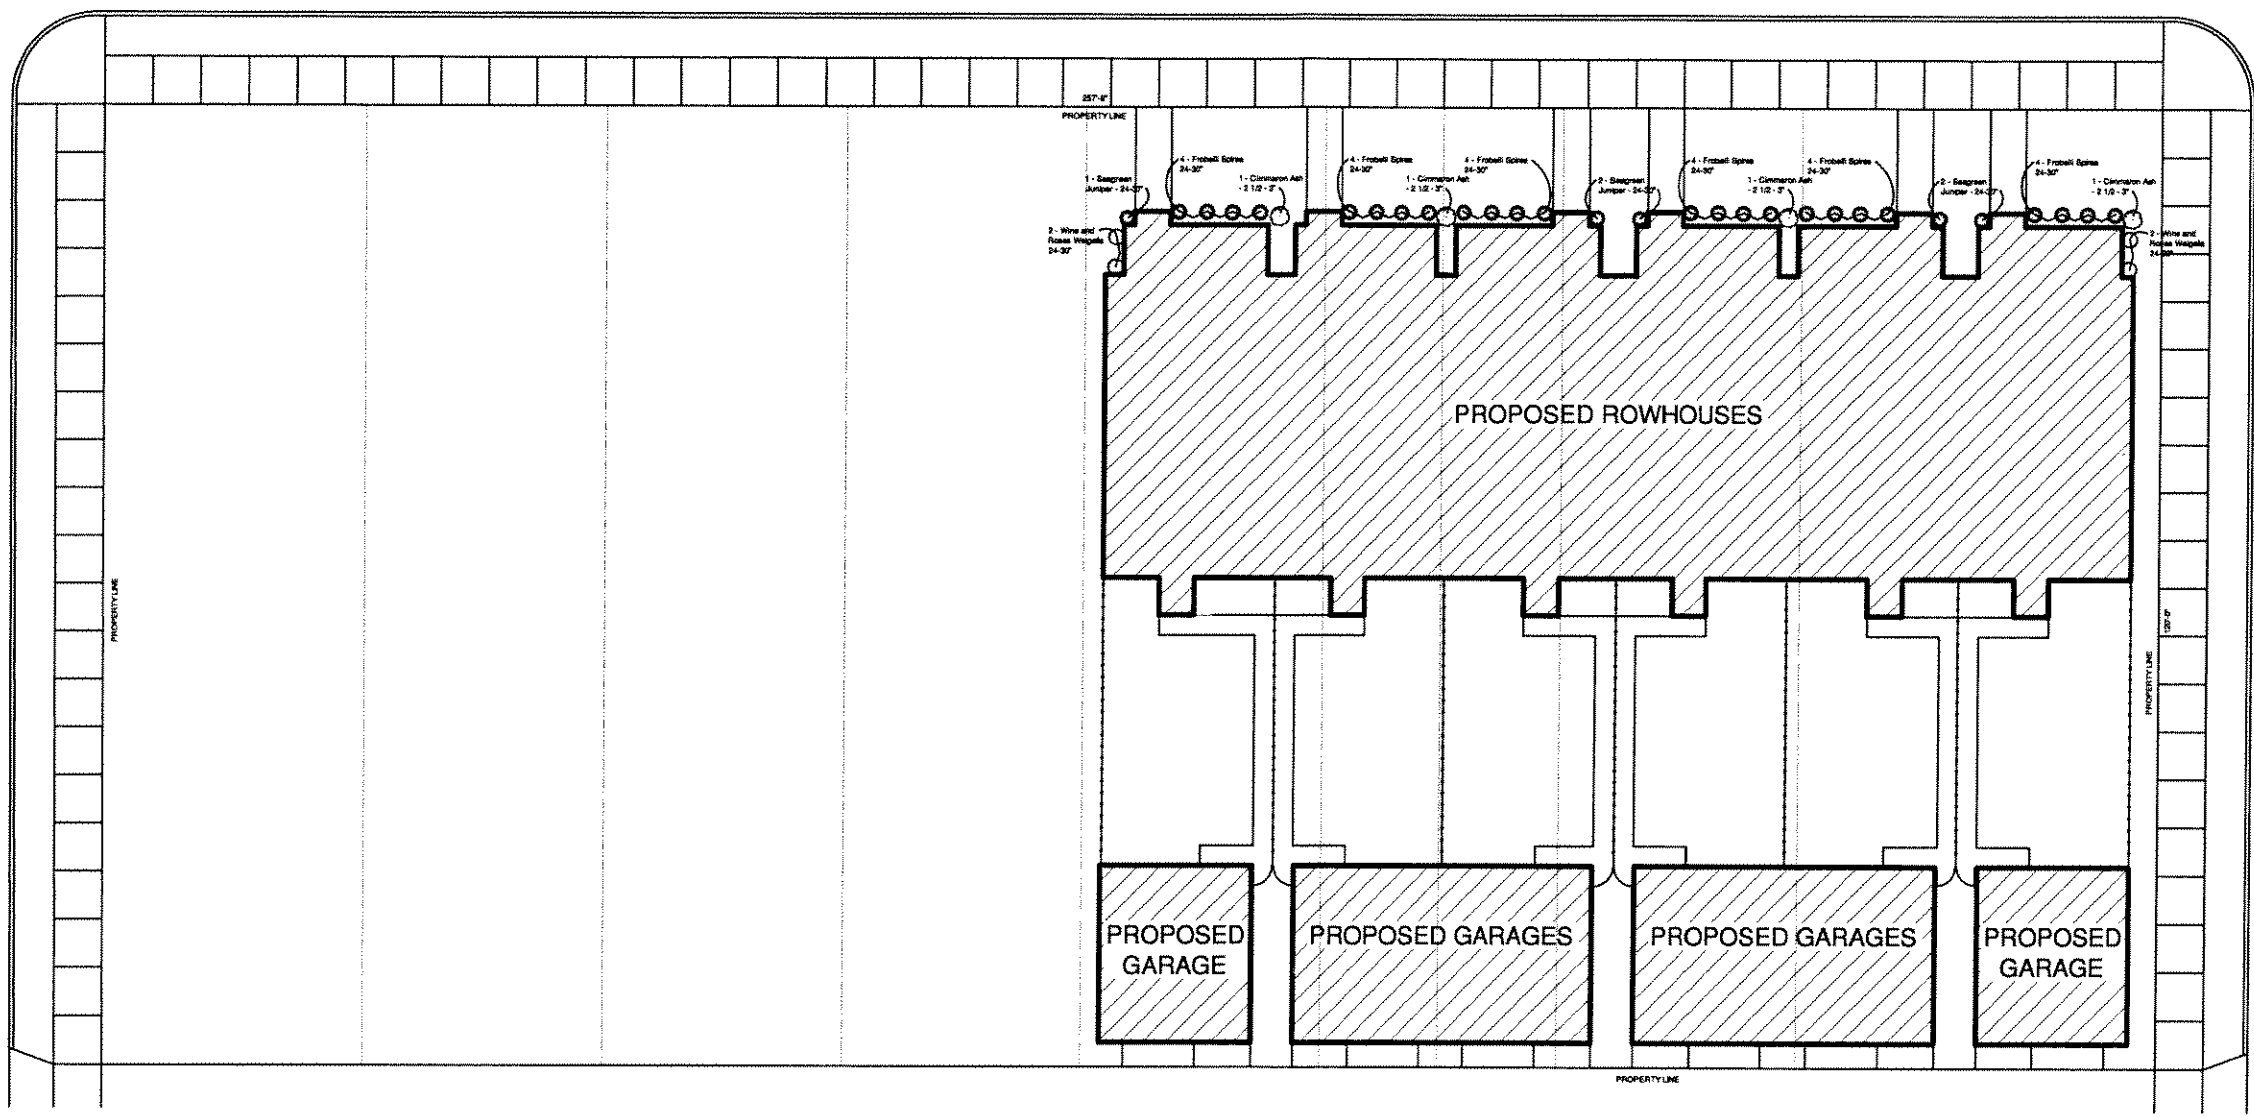 257'-6"
PROPERTY LINE
4 - Frobelli Spirea
24-30"
1 - Seagreen
Juniper - 24-30"
1 - Cimmaron Ash
- 2 1/2 - 3"
2 - Wine and
Roses Weigela
24-30"
4 - Frobelli Spirea
24-30"
1 - Cimmaron Ash
- 2 1/2 - 3"
4 - Frobelli Spirea
24-30"
2 - Seagreen
Juniper - 24-30"
4 - Frobelli Spirea
24-30"
1 - Cimmaron Ash
- 2 1/2 - 3"
4 - Frobelli Spirea
24-30"
2 - Seagreen
Juniper - 24-30"
4 - Frobelli Spirea
24-30"
1 - Cimmaron Ash
- 2 1/2 - 3"
2 - Wine and
Roses Weigela
24-30"
PROPOSED ROWHOUSES
PROPERTY LINE
120'-0"
PROPERTY LINE
PROPOSED
GARAGE
PROPOSED GARAGES
PROPOSED GARAGES
PROPOSED
GARAGE
PROPERTY LINE